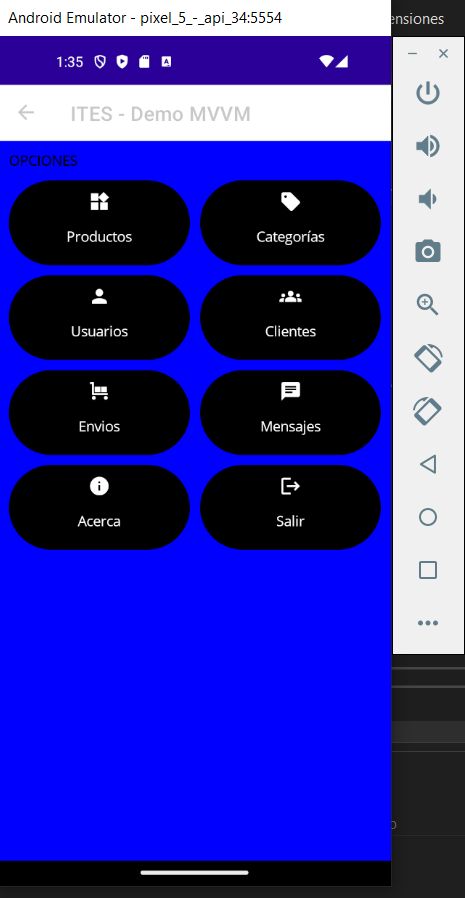 Android Emulator - pixel_5_-_api_34:5554
ensiones
1:35
ITES - Demo MVVM
OPCIONES
Productos
Categorías
Usuarios
Clientes
Envios
Mensajes
Acerca
Salir